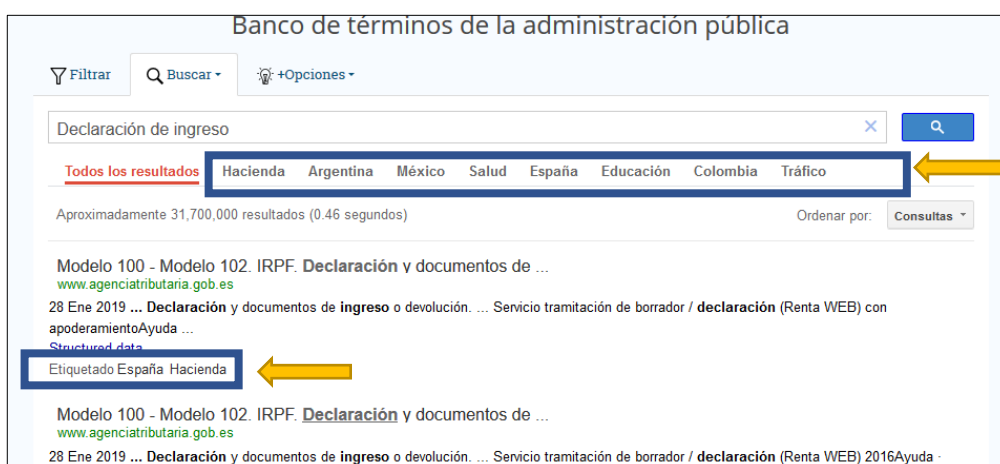 Banco de términos de la administración pública
Filtrar Buscar +Opciones
Declaración de ingreso
Todos los resultados Hacienda Argentina México Salud España Educación Colombia Tráfico
Aproximadamente 31,700,000 resultados (0.46 segundos) Ordenar por: Consultas
Modelo 100 - Modelo 102. IRPF. Declaración y documentos de ...
www.agenciatributaria.gob.es
28 Ene 2019 ... Declaración y documentos de ingreso o devolución. ... Servicio tramitación de borrador / declaración (Renta WEB) con
apoderamientoAyuda ...
Structured data
Etiquetado España Hacienda
Modelo 100 - Modelo 102. IRPF. Declaración y documentos de ...
www.agenciatributaria.gob.es
28 Ene 2019 ... Declaración y documentos de ingreso o devolución. ... Servicio tramitación de borrador / declaración (Renta WEB) 2016Ayuda ·